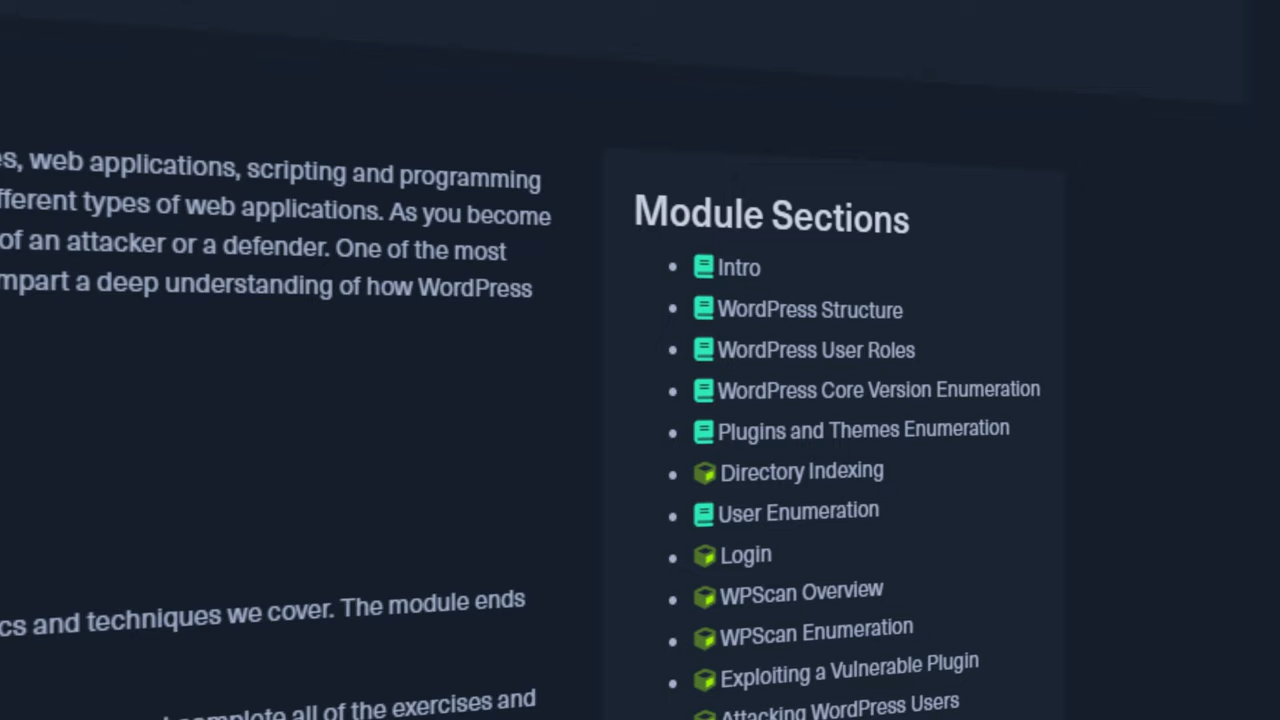 es, web applications, scripting and programming
fferent types of web applications. As you become
of an attacker or a defender. One of the most
mpart a deep understanding of how WordPress
cs and techniques we cover. The module ends
complete all of the exercises and
Module Sections
Intro
WordPress Structure
WordPress User Roles
WordPress Core Version Enumeration
Plugins and Themes Enumeration
Directory Indexing
User Enumeration
Login
WPScan Overview
WPScan Enumeration
Exploiting a Vulnerable Plugin
Attacking WordPress Users